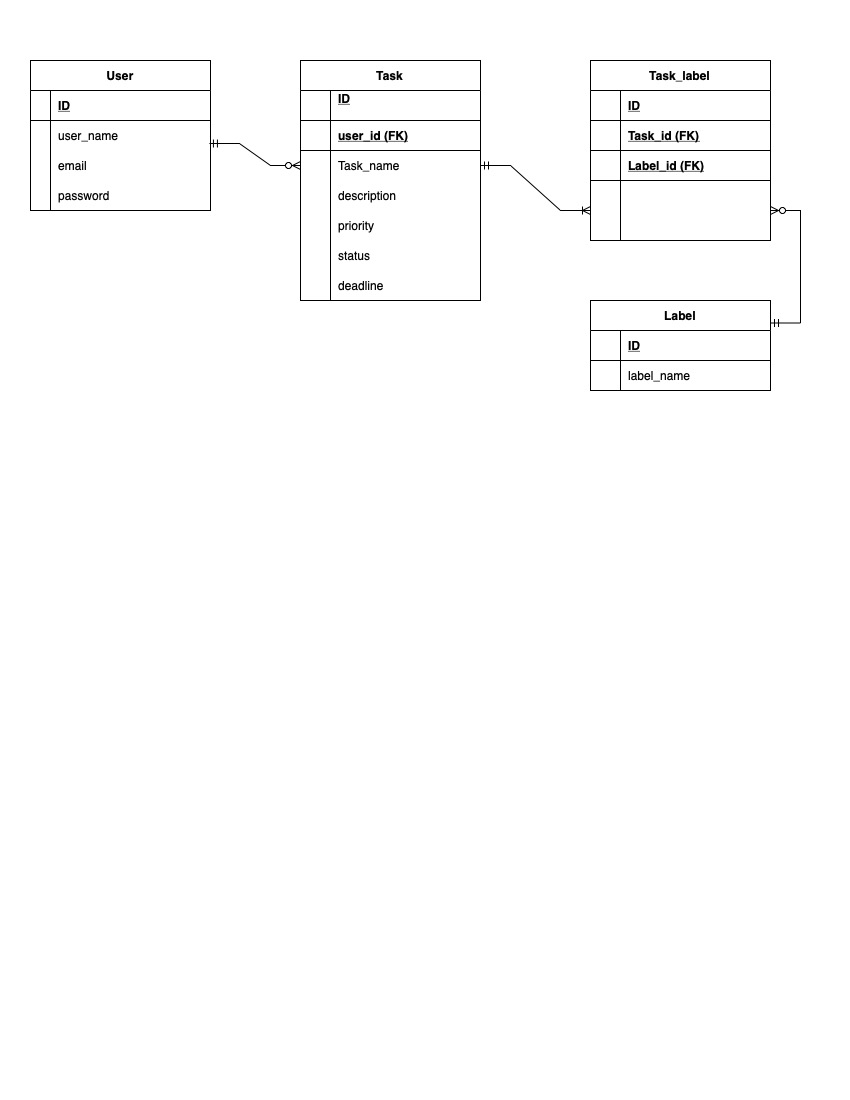 User
ID
user_name
email
password
Task
ID
user_id (FK)
Task_name
description
priority
status
deadline
Task_label
ID
Task_id (FK)
Label_id (FK)
Label
ID
label_name